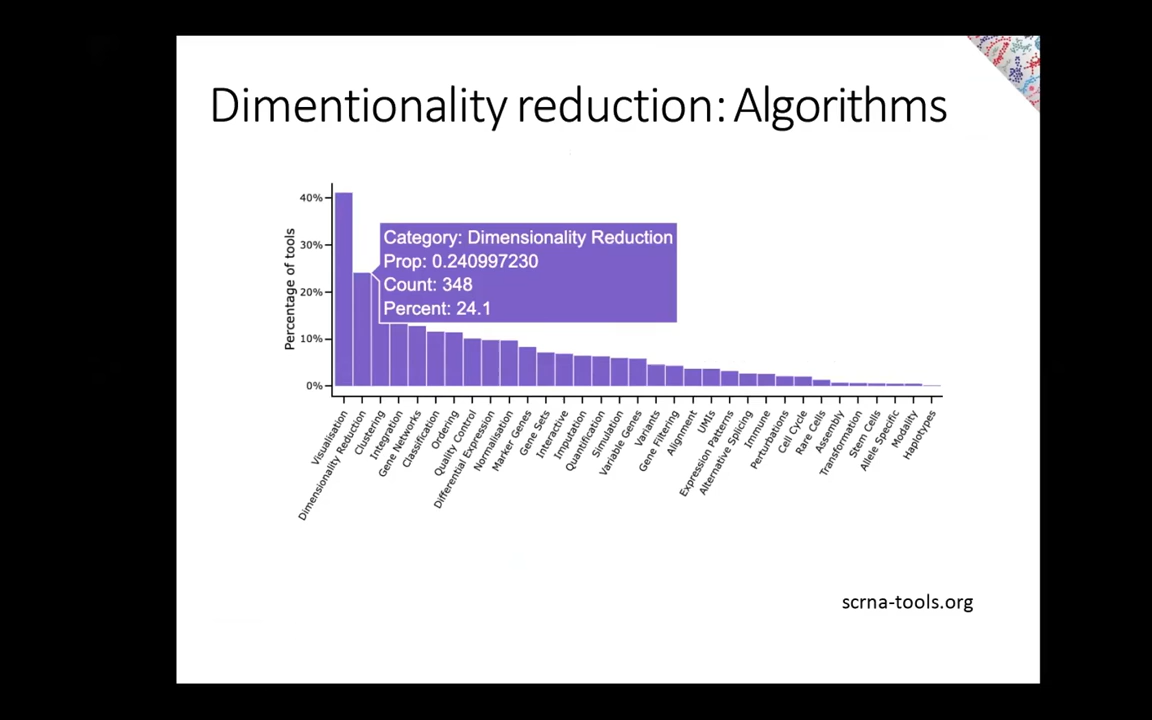 Dimentionality reduction: Algorithms
Percentage of tools
40%
30%
20%
10%
0%
Category: Dimensionality Reduction
Prop: 0.240997230
Count: 348
Percent: 24.1
Visualisation
Dimensionality Reduction
Clustering
Integration
Gene Networks
Classification
Ordering
Quality Control
Differential Expression
Normalisation
Marker Genes
Gene Sets
Interactive
Imputation
Quantification
Simulation
Variable Genes
Variants
Gene Filtering
Alignment
UMIs
Expression Patterns
Alternative Splicing
Immune
Perturbations
Cell Cycle
Rare Cells
Assembly
Transformation
Stem Cells
Allele Specific
Modality
Haplotypes
scrna-tools.org